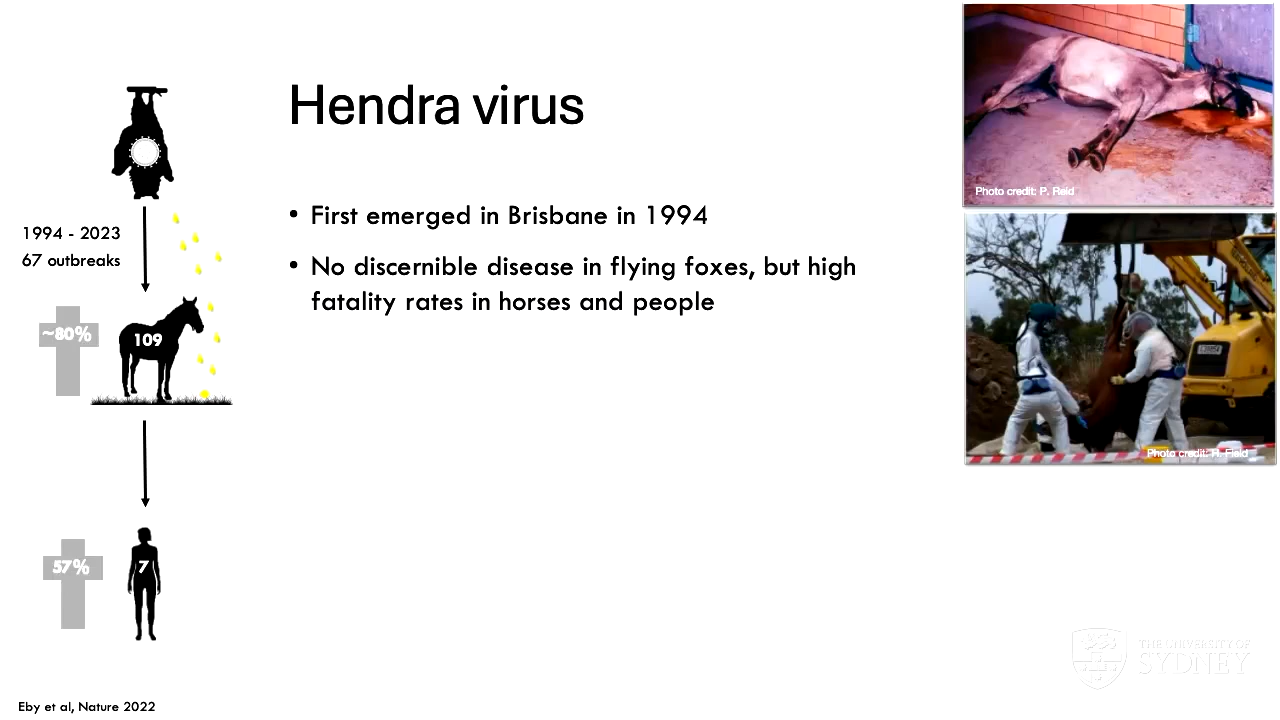 Hendra virus
• First emerged in Brisbane in 1994
• No discernible disease in flying foxes, but high
fatality rates in horses and people
1994 - 2023
67 outbreaks
~80%
109
57%
7
Photo credit: P. Reid
Photo credit: H. Field
THE UNIVERSITY OF
SYDNEY
Eby et al, Nature 2022